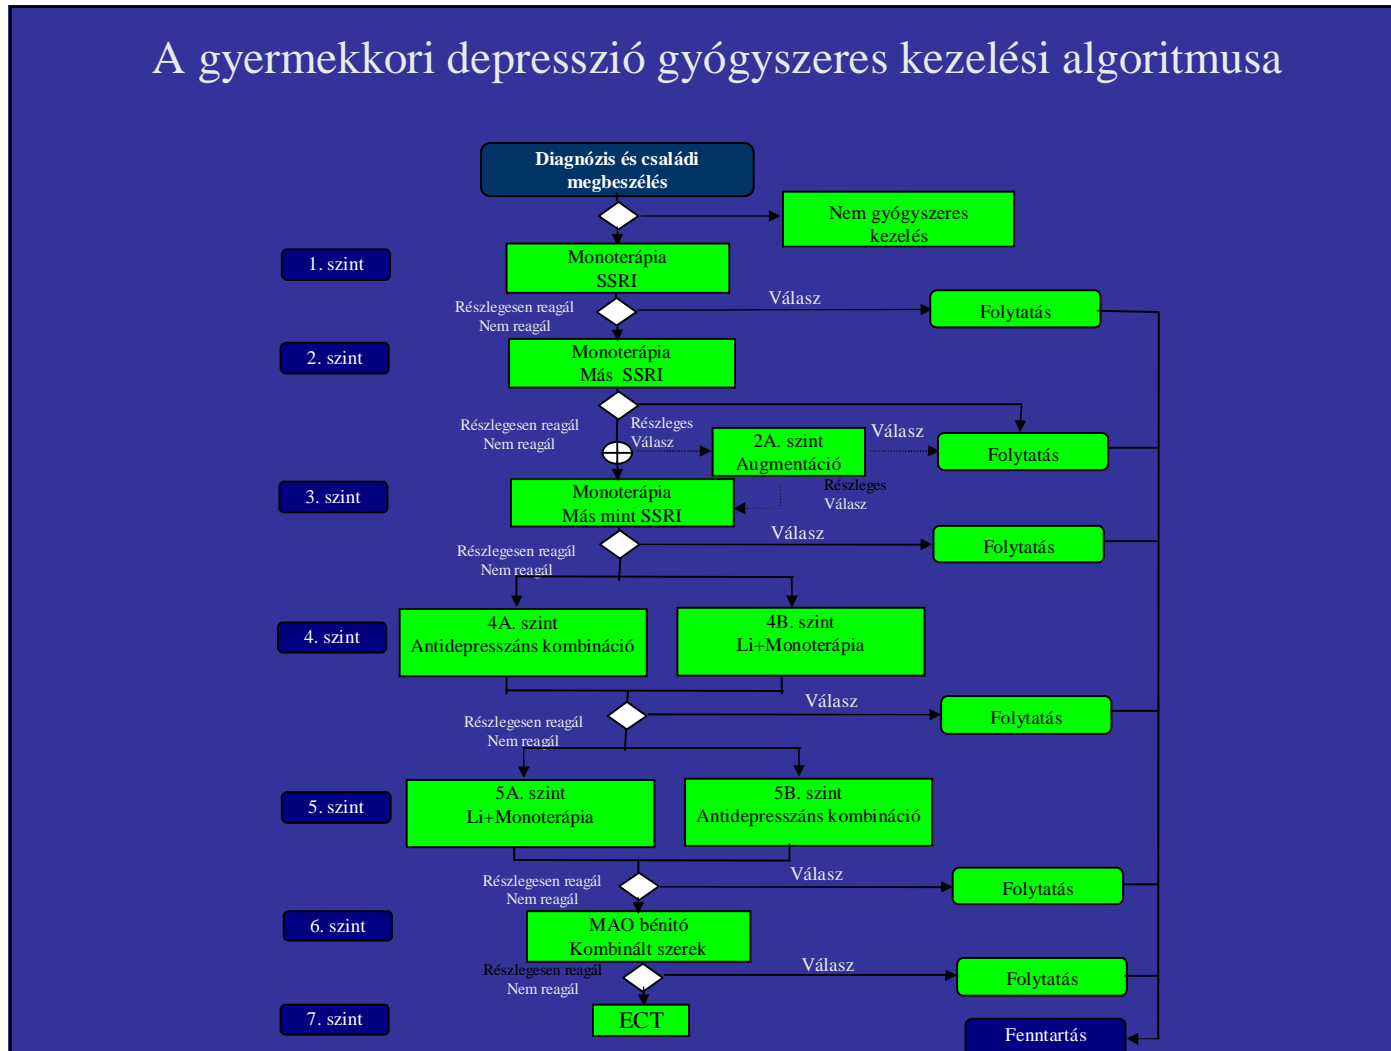 A gyermekkori depresszió gyógyszeres kezelési algoritmusa
Diagnózis és családi
megbeszélés
Nem gyógyszeres
kezelés
1. szint
Monoterápia
SSRI
Részlegesen reagál
Nem reagál
Válasz
Folytatás
2. szint
Monoterápia
Más SSRI
Részlegesen reagál
Nem reagál
Részleges
Válasz
2A. szint
Augmentáció
Válasz
Folytatás
3. szint
Monoterápia
Más mint SSRI
Részleges
Válasz
Részlegesen reagál
Nem reagál
Válasz
Folytatás
4. szint
4A. szint
Antidepresszáns kombináció
4B. szint
Li+Monoterápia
Részlegesen reagál
Nem reagál
Válasz
Folytatás
5. szint
5A. szint
Li+Monoterápia
5B. szint
Antidepresszáns kombináció
Részlegesen reagál
Nem reagál
Válasz
Folytatás
6. szint
MAO bénitó
Kombinált szerek
Részlegesen reagál
Nem reagál
Válasz
Folytatás
7. szint
ECT
Fenntartás